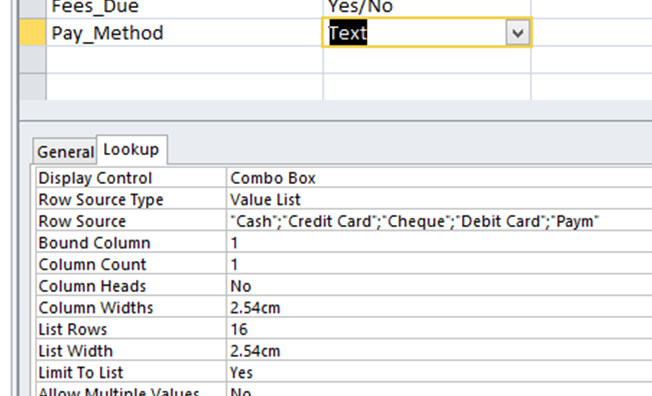 Fees_Due Yes/No
Pay_Method Text
General Lookup
Display Control Combo Box
Row Source Type Value List
Row Source "Cash";"Credit Card";"Cheque";"Debit Card";"Paym"
Bound Column 1
Column Count 1
Column Heads No
Column Widths 2.54cm
List Rows 16
List Width 2.54cm
Limit To List Yes
Allow Multiple Values No